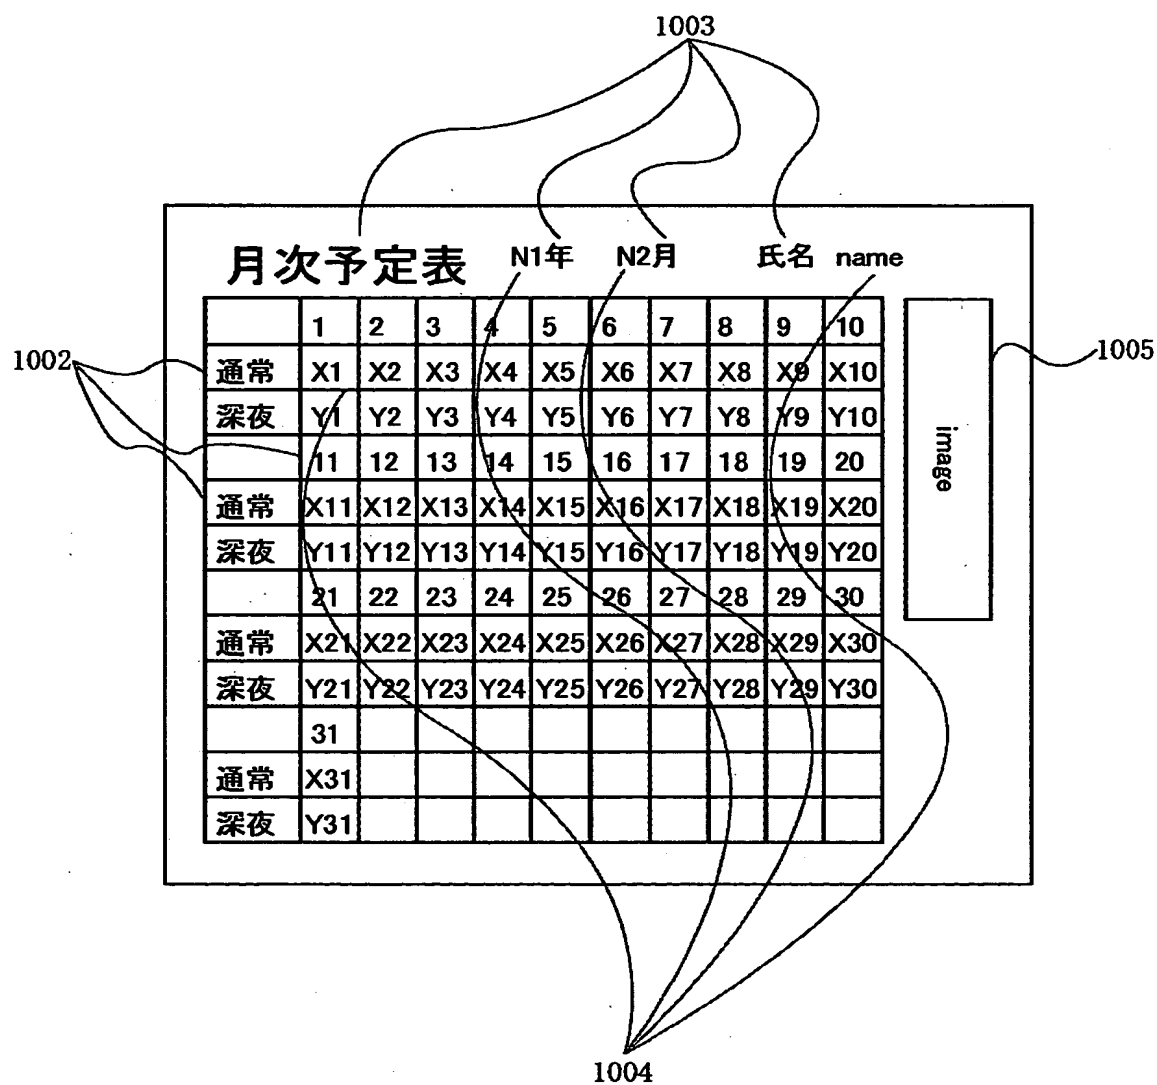 1003
月次予定表 N1年 N2月 氏名 name
1 2 3 4 5 6 7 8 9 10
1002 通常 X1 X2 X3 X4 X5 X6 X7 X8 X9 X10 1005
深夜 Y1 Y2 Y3 Y4 Y5 Y6 Y7 Y8 Y9 Y10
image
11 12 13 14 15 16 17 18 19 20
通常 X11 X12 X13 X14 X15 X16 X17 X18 X19 X20
深夜 Y11 Y12 Y13 Y14 Y15 Y16 Y17 Y18 Y19 Y20
21 22 23 24 25 26 27 28 29 30
通常 X21 X22 X23 X24 X25 X26 X27 X28 X29 X30
深夜 Y21 Y22 Y23 Y24 Y25 Y26 Y27 Y28 Y29 Y30
31
通常 X31
深夜 Y31
1004